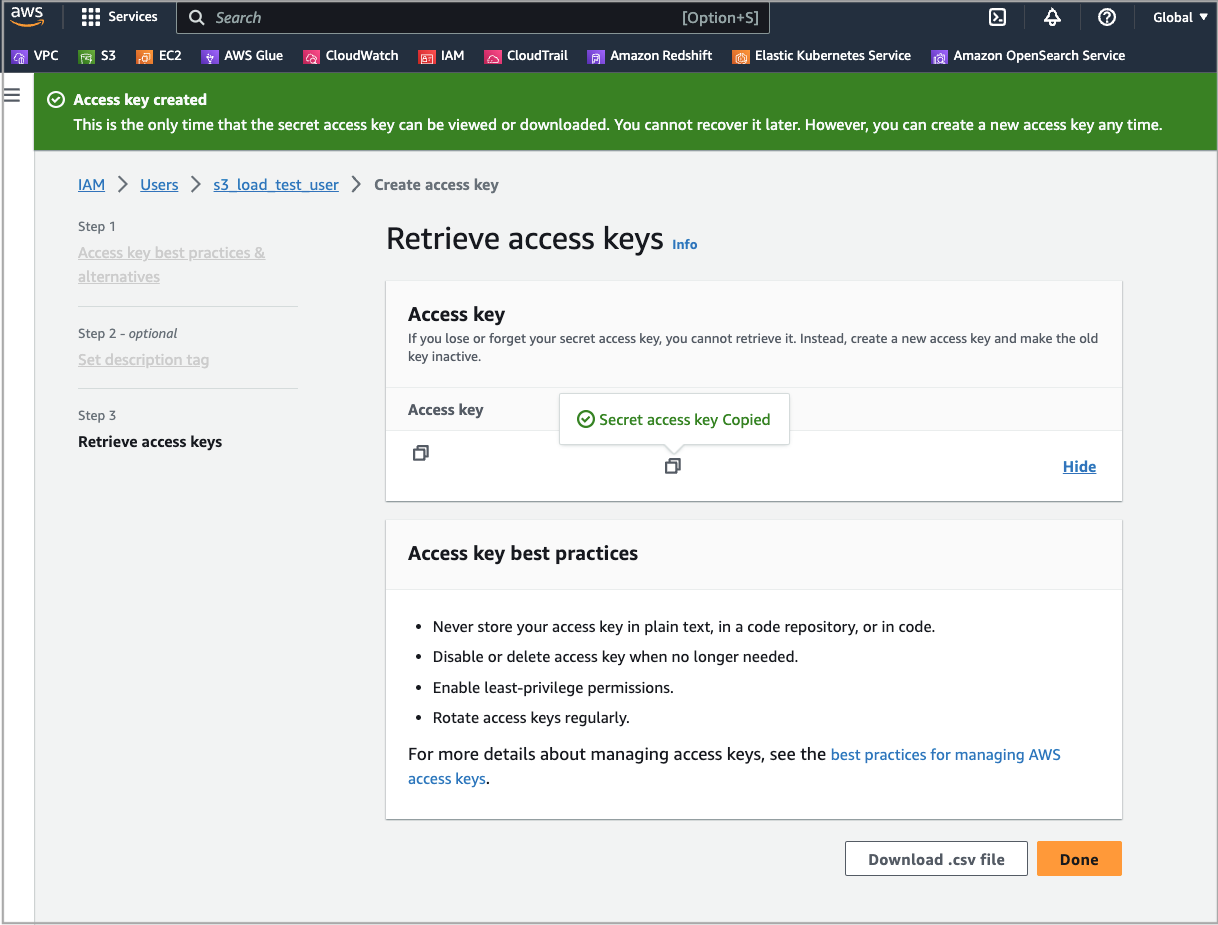 aws Services Search [Option+S] Global
VPC S3 EC2 AWS Glue CloudWatch IAM CloudTrail Amazon Redshift Elastic Kubernetes Service Amazon OpenSearch Service
Access key created
This is the only time that the secret access key can be viewed or downloaded. You cannot recover it later. However, you can create a new access key any time.
IAM Users s3_load_test_user Create access key
Step 1
Access key best practices &
alternatives
Step 2 - optional
Set description tag
Step 3
Retrieve access keys
Retrieve access keys Info
Access key
If you lose or forget your secret access key, you cannot retrieve it. Instead, create a new access key and make the old
key inactive.
Access key
Secret access key Copied
Hide
Access key best practices
• Never store your access key in plain text, in a code repository, or in code.
• Disable or delete access key when no longer needed.
• Enable least-privilege permissions.
• Rotate access keys regularly.
For more details about managing access keys, see the best practices for managing AWS
access keys.
Download .csv file Done